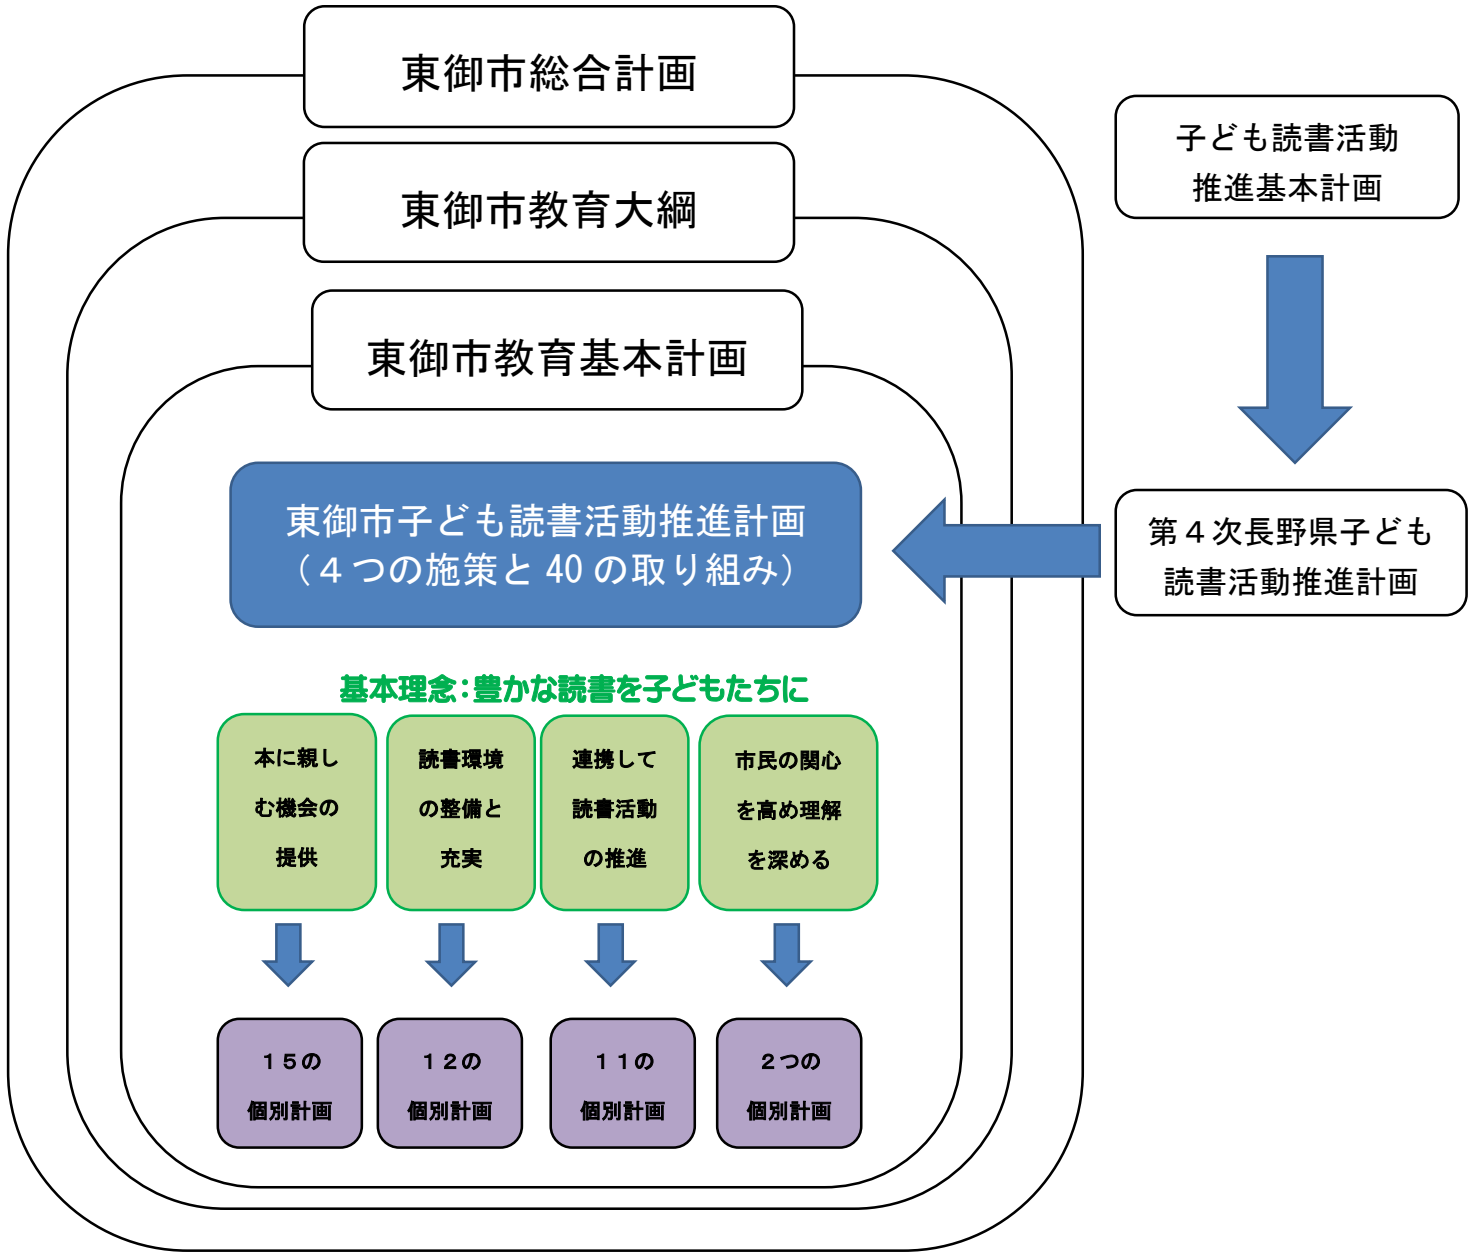 東御市総合計画
東御市教育大綱
東御市教育基本計画
子ども読書活動
推進基本計画
第４次長野県子ども
読書活動推進計画
東御市子ども読書活動推進計画
（４つの施策と 40 の取り組み）
基本理念：豊かな読書を子どもたちに
本に親し
む機会の
提供
読書環境
の整備と
充実
連携して
読書活動
の推進
市民の関心
を高め理解
を深める
１５の
個別計画
１２の
個別計画
１１の
個別計画
２つの
個別計画